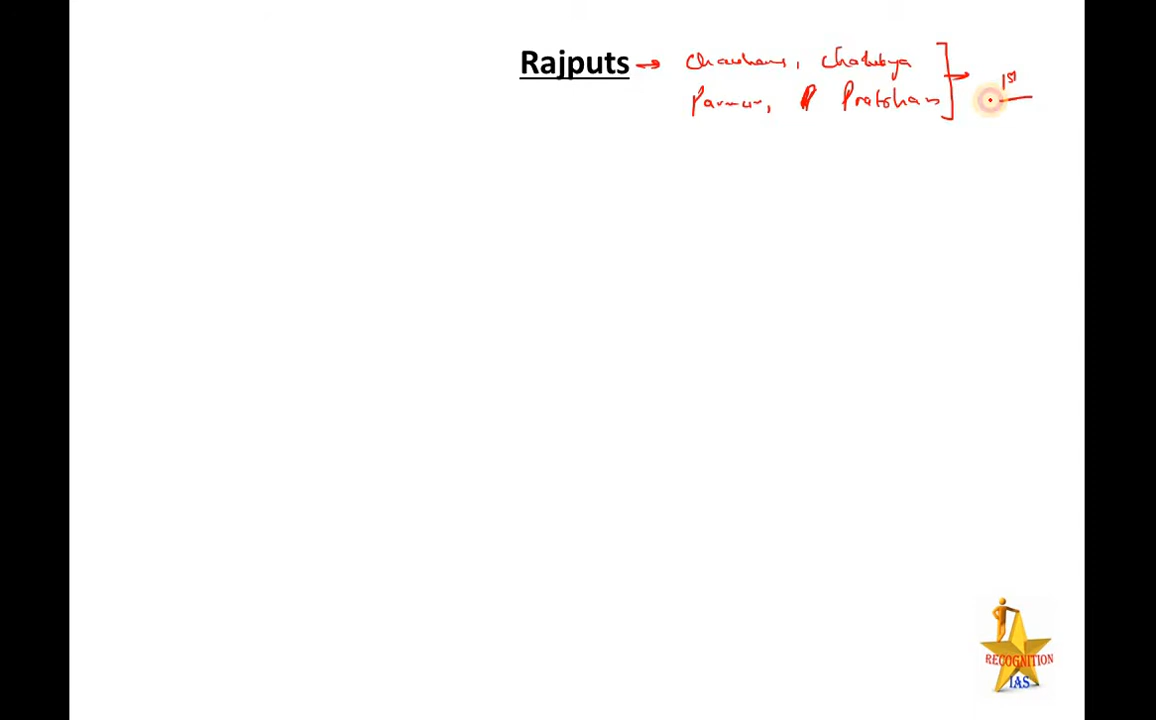 Rajputs → Chauhans, Chalukya
Parmar, Pratihars
1st
RECOGNITION
IAS